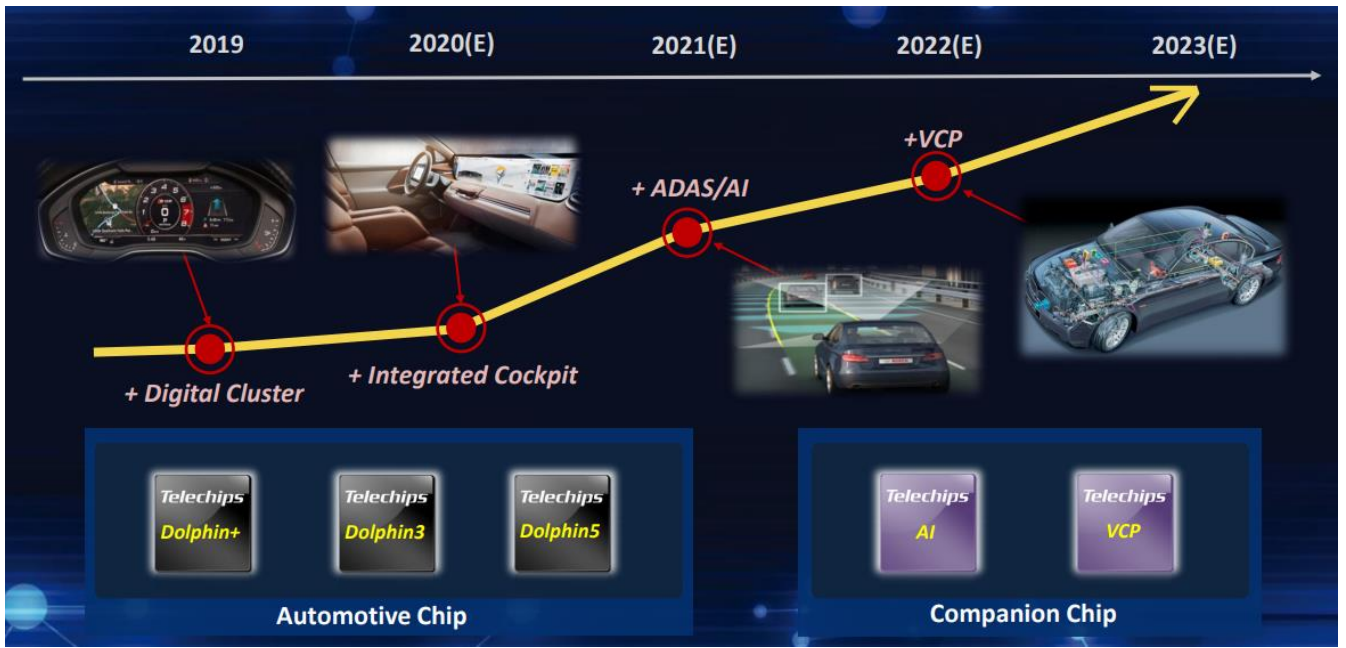 2019
2020(E)
2021(E)
2022(E)
2023(E)
+VCP
+ ADAS/AI
+ Integrated Cockpit
+ Digital Cluster
Telechips
Dolphin+
Telechips
Dolphin3
Telechips
Dolphin5
Automotive Chip
Telechips
AI
Telechips
VCP
Companion Chip